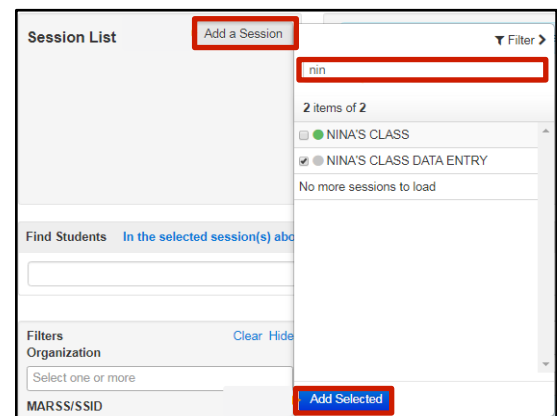 Session List
Add a Session
Filter
nin
2 items of 2
NINA'S CLASS
NINA'S CLASS DATA ENTRY
No more sessions to load
Find Students In the selected session(s) abo
Filters
Clear Hide
Organization
Select one or more
MARSS/SSID
Add Selected